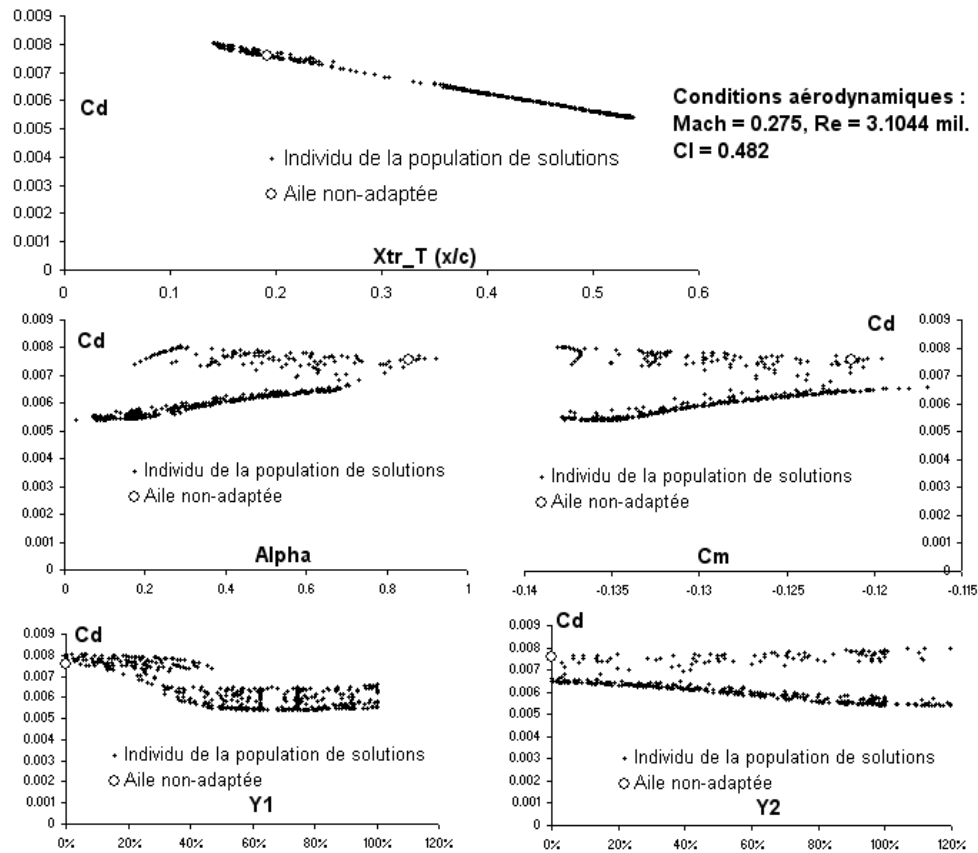 0.009
0.008
0.007
0.006
0.005
0.004
0.003
0.002
0.001
0
Cd
Conditions aérodynamiques :
Mach = 0.275, Re = 3.1044 mil.
Cl = 0.482
Individu de la population de solutions
Aile non-adaptée
Xtr_T (x/c)
0 0.1 0.2 0.3 0.4 0.5 0.6
0.009
0.008
0.007
0.006
0.005
0.004
0.003
0.002
0.001
0
Cd
Individu de la population de solutions
Aile non-adaptée
Alpha
0 0.2 0.4 0.6 0.8 1
Cd
0.009
0.008
0.007
0.006
0.005
0.004
0.003
0.002
0.001
0
Individu de la population de solutions
Aile non-adaptée
Cm
-0.14 -0.135 -0.13 -0.125 -0.12 -0.115
0.009
0.008
0.007
0.006
0.005
0.004
0.003
0.002
0.001
0
Cd
Individu de la population de solutions
Aile non-adaptée
Y1
0% 20% 40% 60% 80% 100%
0.009
0.008
0.007
0.006
0.005
0.004
0.003
0.002
0.001
0
Cd
Individu de la population de solutions
Aile non-adaptée
Y2
0% 20% 40% 60% 80% 100% 120%